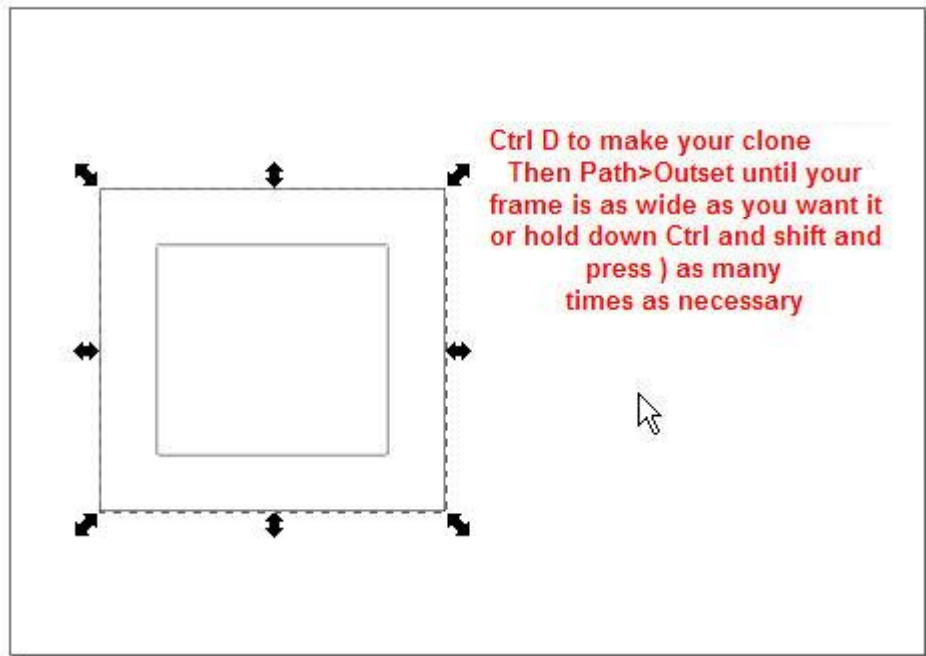 Ctrl D to make your clone
Then Path>Outset until your
frame is as wide as you want it
or hold down Ctrl and shift and
press ) as many
times as necessary